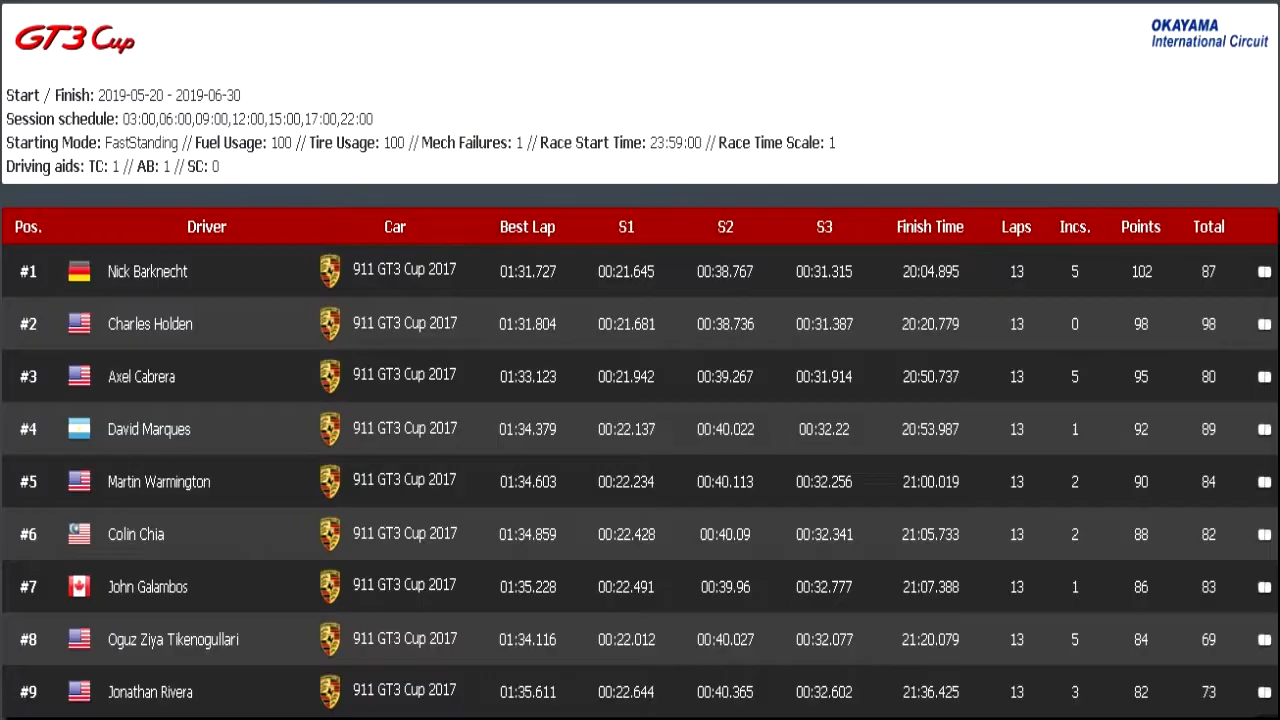 GT3 Cup
OKAYAMA
International Circuit
Start / Finish: 2019-05-20 - 2019-06-30
Session schedule: 03:00,06:00,09:00,12:00,15:00,17:00,22:00
Starting Mode: FastStanding // Fuel Usage: 100 // Tire Usage: 100 // Mech Failures: 1 // Race Start Time: 23:59:00 // Race Time Scale: 1
Driving aids: TC: 1 // AB: 1 // SC: 0
Pos. Driver Car Best Lap S1 S2 S3 Finish Time Laps Incs. Points Total
#1 Nick Barknecht 911 GT3 Cup 2017 01:31.727 00:21.645 00:38.767 00:31.315 20:04.895 13 5 102 87
#2 Charles Holden 911 GT3 Cup 2017 01:31.804 00:21.681 00:38.736 00:31.387 20:20.779 13 0 98 98
#3 Axel Cabrera 911 GT3 Cup 2017 01:33.123 00:21.942 00:39.267 00:31.914 20:50.737 13 5 95 80
#4 David Marques 911 GT3 Cup 2017 01:34.379 00:22.137 00:40.022 00:32.22 20:53.987 13 1 92 89
#5 Martin Warmington 911 GT3 Cup 2017 01:34.603 00:22.234 00:40.113 00:32.256 21:00.019 13 2 90 84
#6 Colin Chia 911 GT3 Cup 2017 01:34.859 00:22.428 00:40.09 00:32.341 21:05.733 13 2 88 82
#7 John Galambos 911 GT3 Cup 2017 01:35.228 00:22.491 00:39.96 00:32.777 21:07.388 13 1 86 83
#8 Oguz Ziya Tikenogullari 911 GT3 Cup 2017 01:34.116 00:22.012 00:40.027 00:32.077 21:20.079 13 5 84 69
#9 Jonathan Rivera 911 GT3 Cup 2017 01:35.611 00:22.644 00:40.365 00:32.602 21:36.425 13 3 82 73